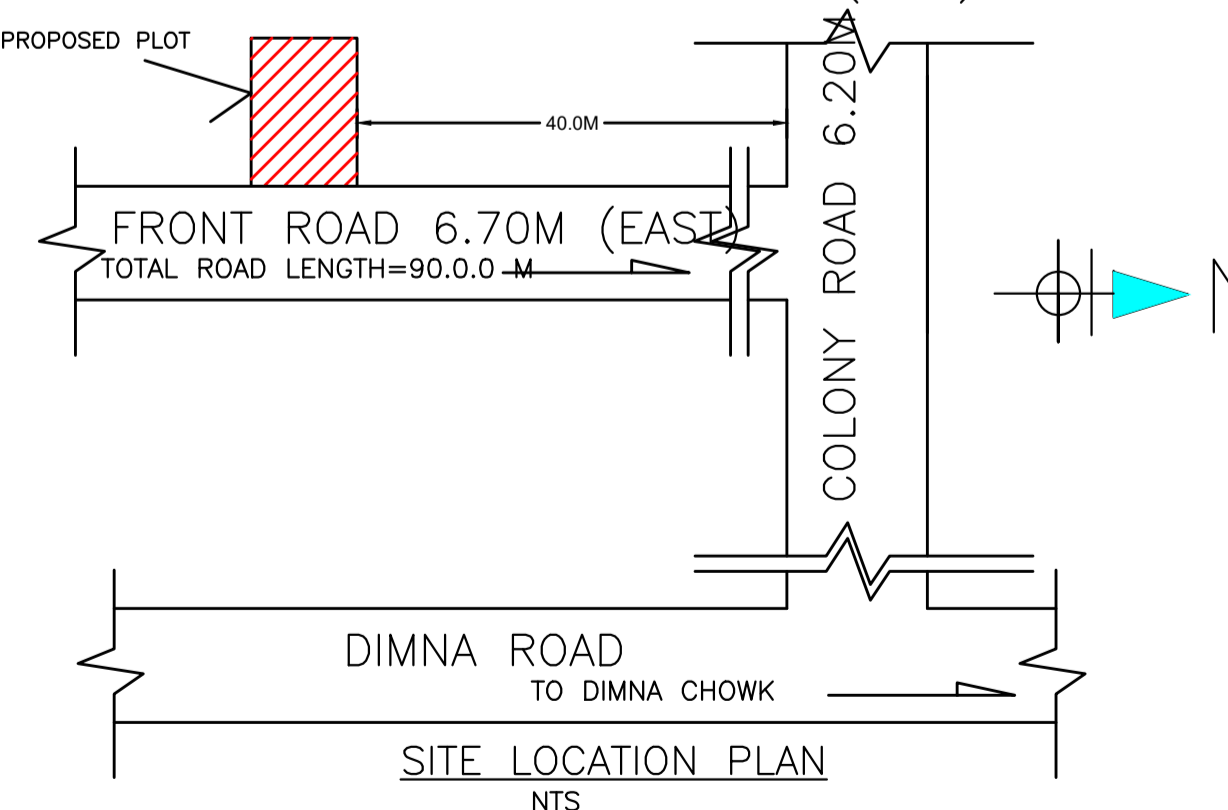 PROPOSED PLOT
40.0M
COLONY ROAD 6.20M
FRONT ROAD 6.70M (EAST)
TOTAL ROAD LENGTH=90.0.0 M
N
DIMNA ROAD
TO DIMNA CHOWK
SITE LOCATION PLAN
NTS